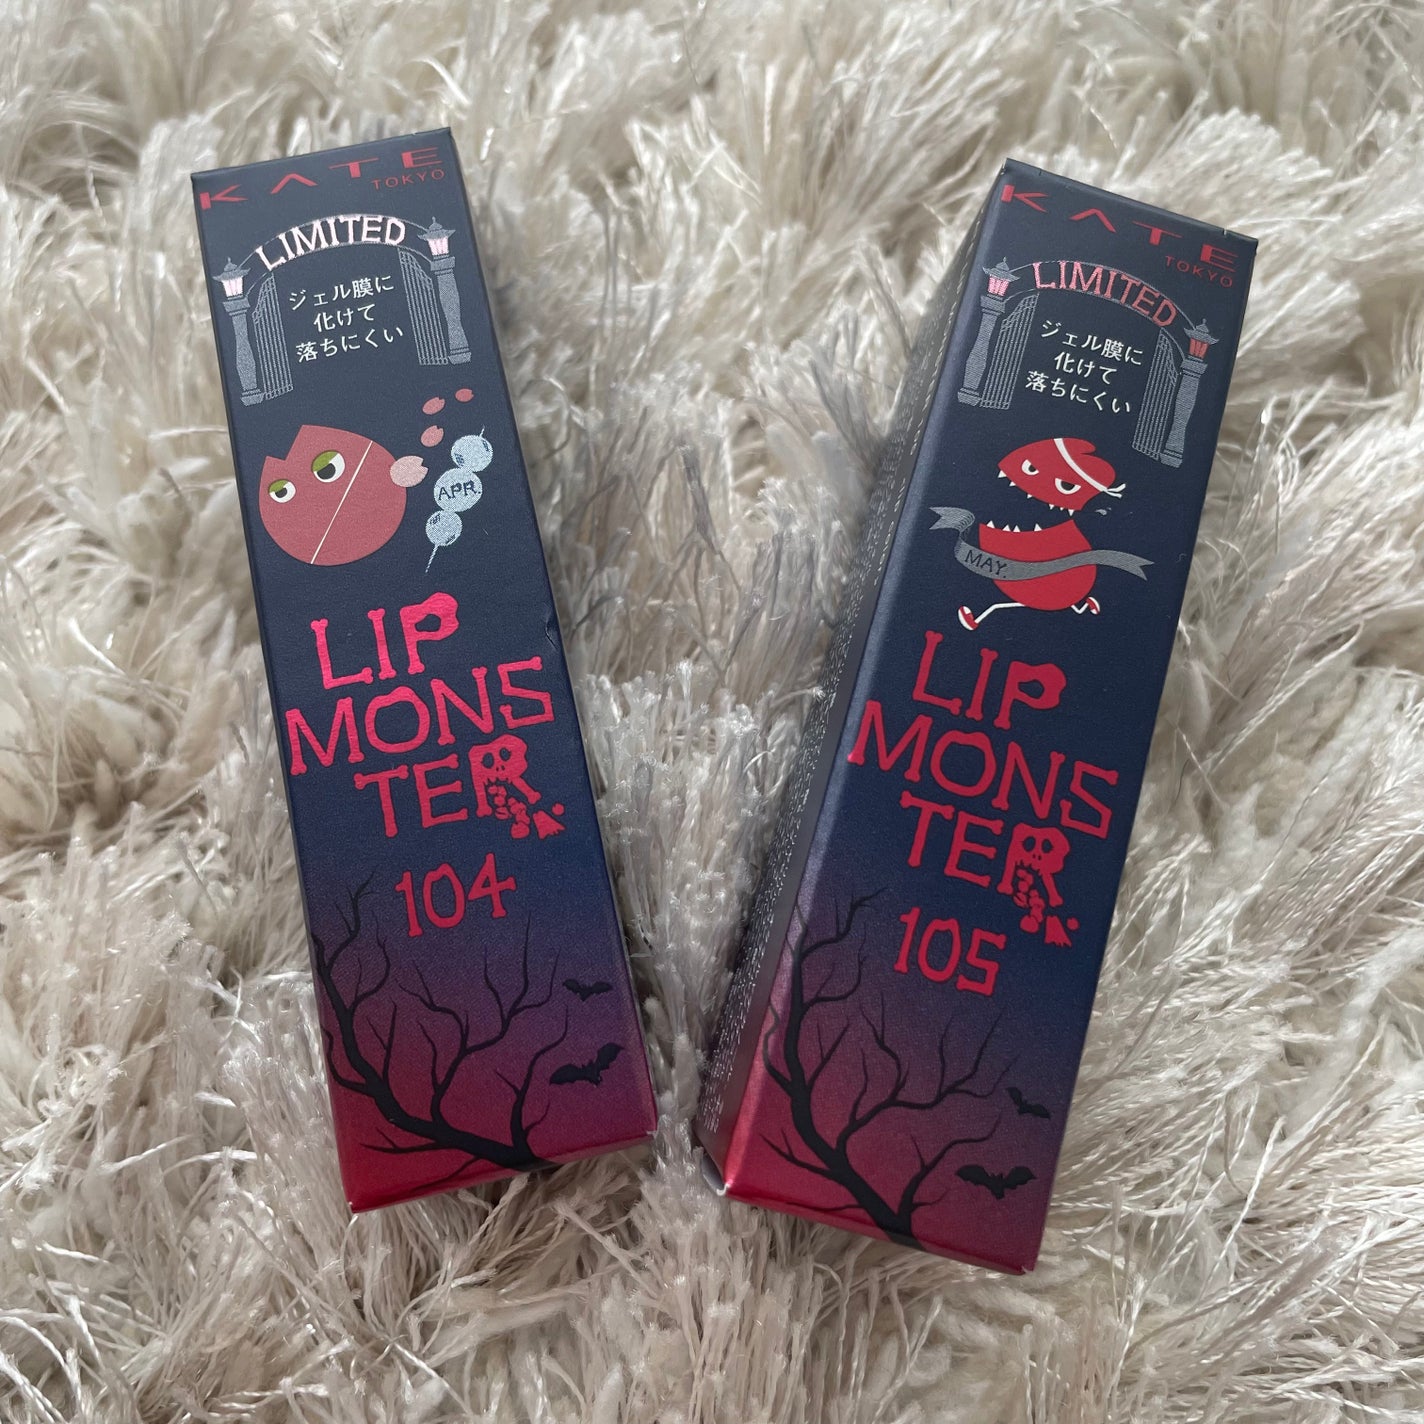 KATE
TOKYO
LIMITED
ジェル膜に
化けて
落ちにくい
APR.
LIP
MONS
TER
104
KATE
TOKYO
LIMITED
ジェル膜に
化けて
落ちにくい
MAY.
LIP
MONS
TER
105